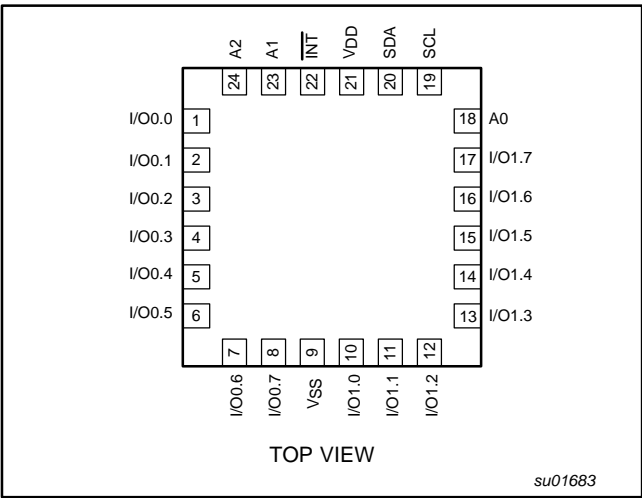 A2 A1 INT VDD SDA SCL
24 23 22 21 20 19
I/O0.0 1 18 A0
I/O0.1 2 17 I/O1.7
I/O0.2 3 16 I/O1.6
I/O0.3 4 15 I/O1.5
I/O0.4 5 14 I/O1.4
I/O0.5 6 13 I/O1.3
7 8 9 10 11 12
I/O0.6 I/O0.7 VSS I/O1.0 I/O1.1 I/O1.2
TOP VIEW
su01683